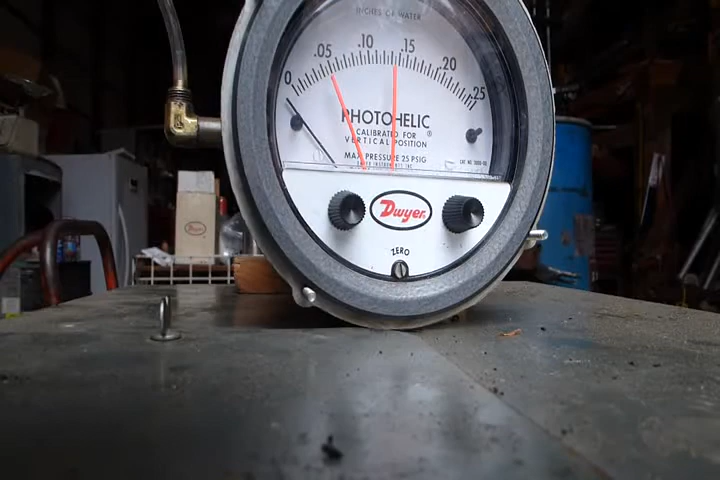 INCHES OF WATER
0 .05 .10 .15 .20 .25
PHOTOHELIC
®
CALIBRATED FOR
VERTICAL POSITION
MAX. PRESSURE 25 PSIG
Dwyer
ZERO
Dwyer